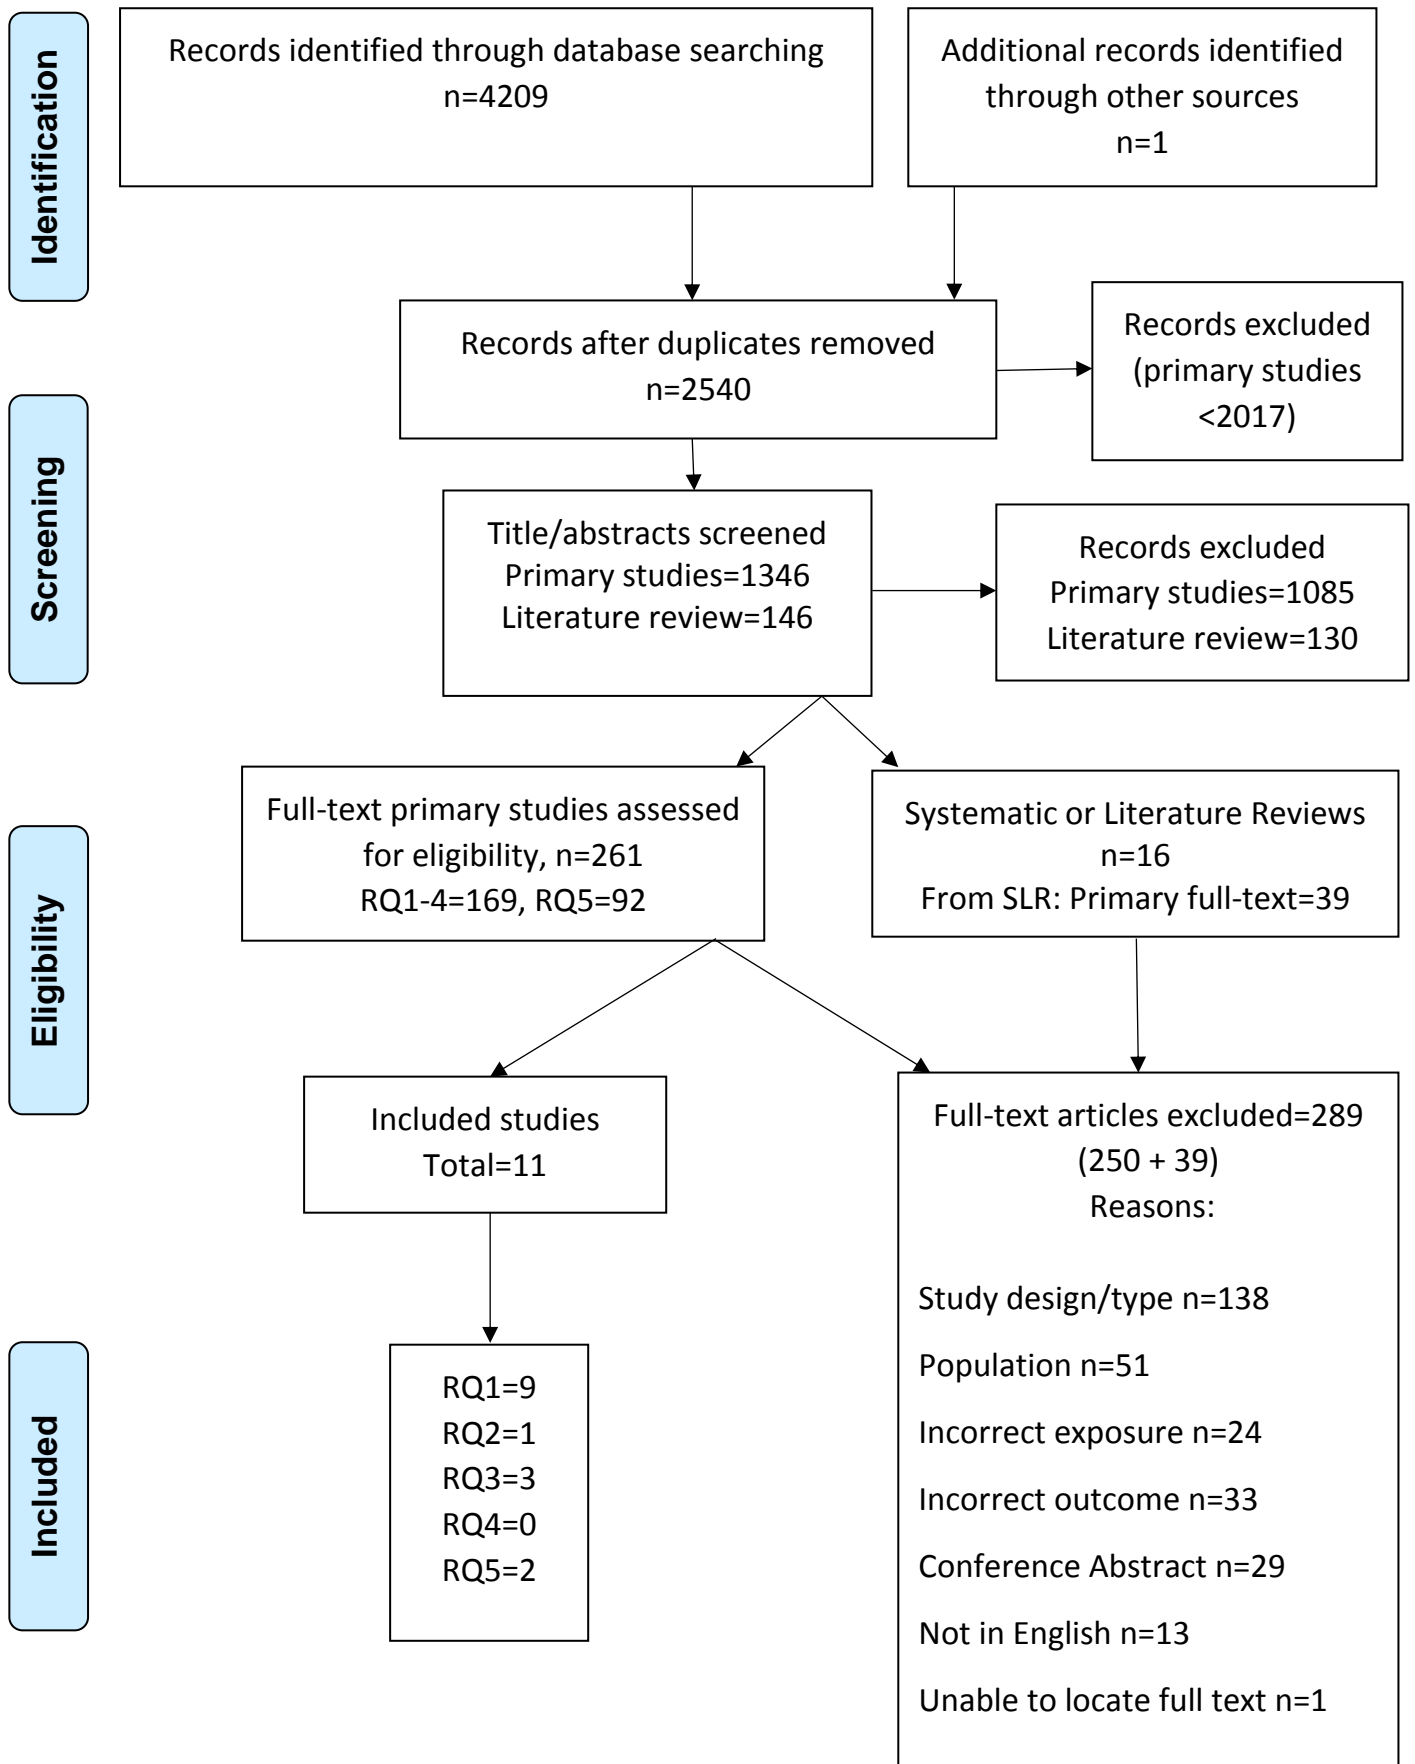 Identification
Records identified through database searching
n=4209
Additional records identified
through other sources
n=1
Records after duplicates removed
n=2540
Records excluded
(primary studies
<2017)
Screening
Title/abstracts screened
Primary studies=1346
Literature review=146
Records excluded
Primary studies=1085
Literature review=130
Eligibility
Full-text primary studies assessed
for eligibility, n=261
RQ1-4=169, RQ5=92
Systematic or Literature Reviews
n=16
From SLR: Primary full-text=39
Included studies
Total=11
Full-text articles excluded=289
(250 + 39)
Reasons:
Study design/type n=138
Population n=51
Incorrect exposure n=24
Incorrect outcome n=33
Conference Abstract n=29
Not in English n=13
Unable to locate full text n=1
Included
RQ1=9
RQ2=1
RQ3=3
RQ4=0
RQ5=2